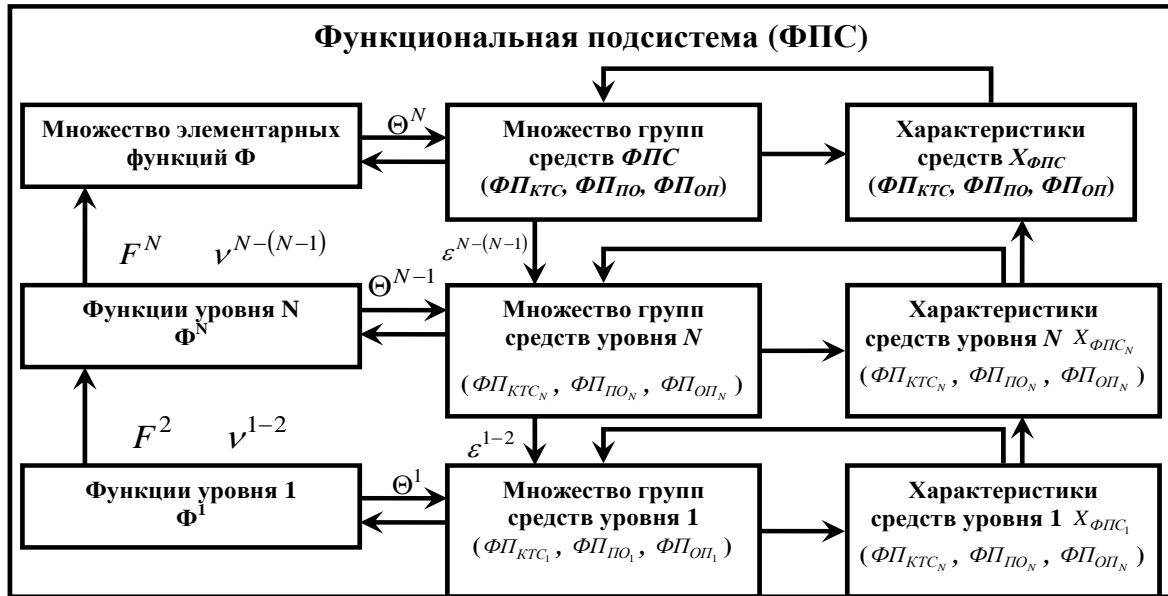 Функциональная подсистема (ФПС)
Множество элементарных
функций Ф
Θ^N
Множество групп
средств ФПС
(ФП_КТС, ФП_ПО, ФП_ОП)
Характеристики
средств X_ФПС
(ФП_КТС, ФП_ПО, ФП_ОП)
F^N ν^{N-(N-1)}
ε^{N-(N-1)}
Функции уровня N
Ф^N
Θ^{N-1}
Множество групп
средств уровня N
(ФП_{КТС_N}, ФП_{ПО_N}, ФП_{ОП_N})
Характеристики
средств уровня N X_{ФПС_N}
(ФП_{КТС_N}, ФП_{ПО_N}, ФП_{ОП_N})
F^2 ν^{1-2}
ε^{1-2}
Функции уровня 1
Ф^1
Θ^1
Множество групп
средств уровня 1
(ФП_{КТС_1}, ФП_{ПО_1}, ФП_{ОП_1})
Характеристики
средств уровня 1 X_{ФПС_1}
(ФП_{КТС_N}, ФП_{ПО_N}, ФП_{ОП_N})